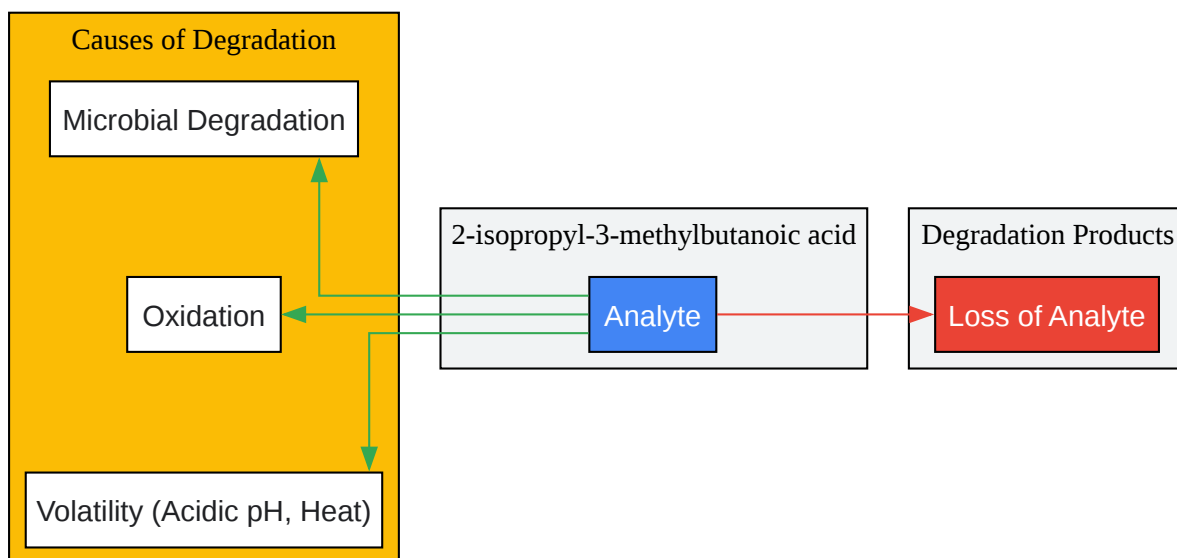 Causes of Degradation
Microbial Degradation
Oxidation
Volatility (Acidic pH, Heat)
2-isopropyl-3-methylbutanoic acid
Analyte
Degradation Products
Loss of Analyte